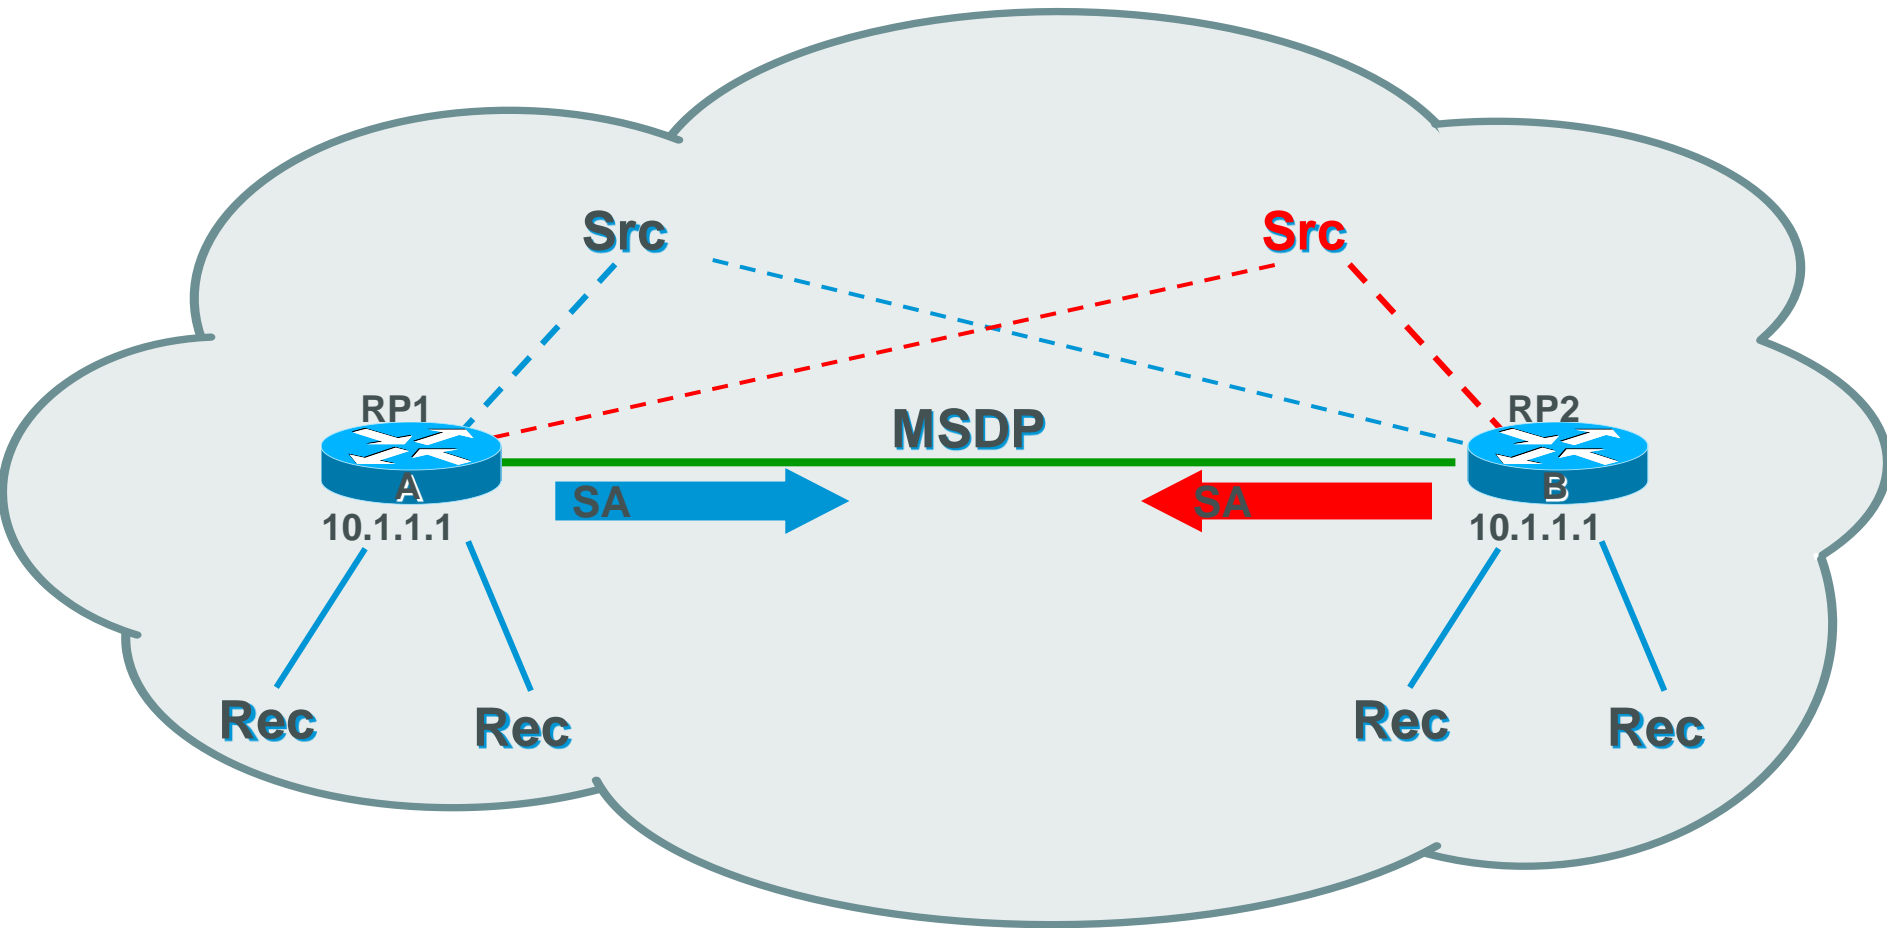 Src
Src
RP1
RP2
MSDP
A
SA
SA
B
10.1.1.1
10.1.1.1
Rec
Rec
Rec
Rec